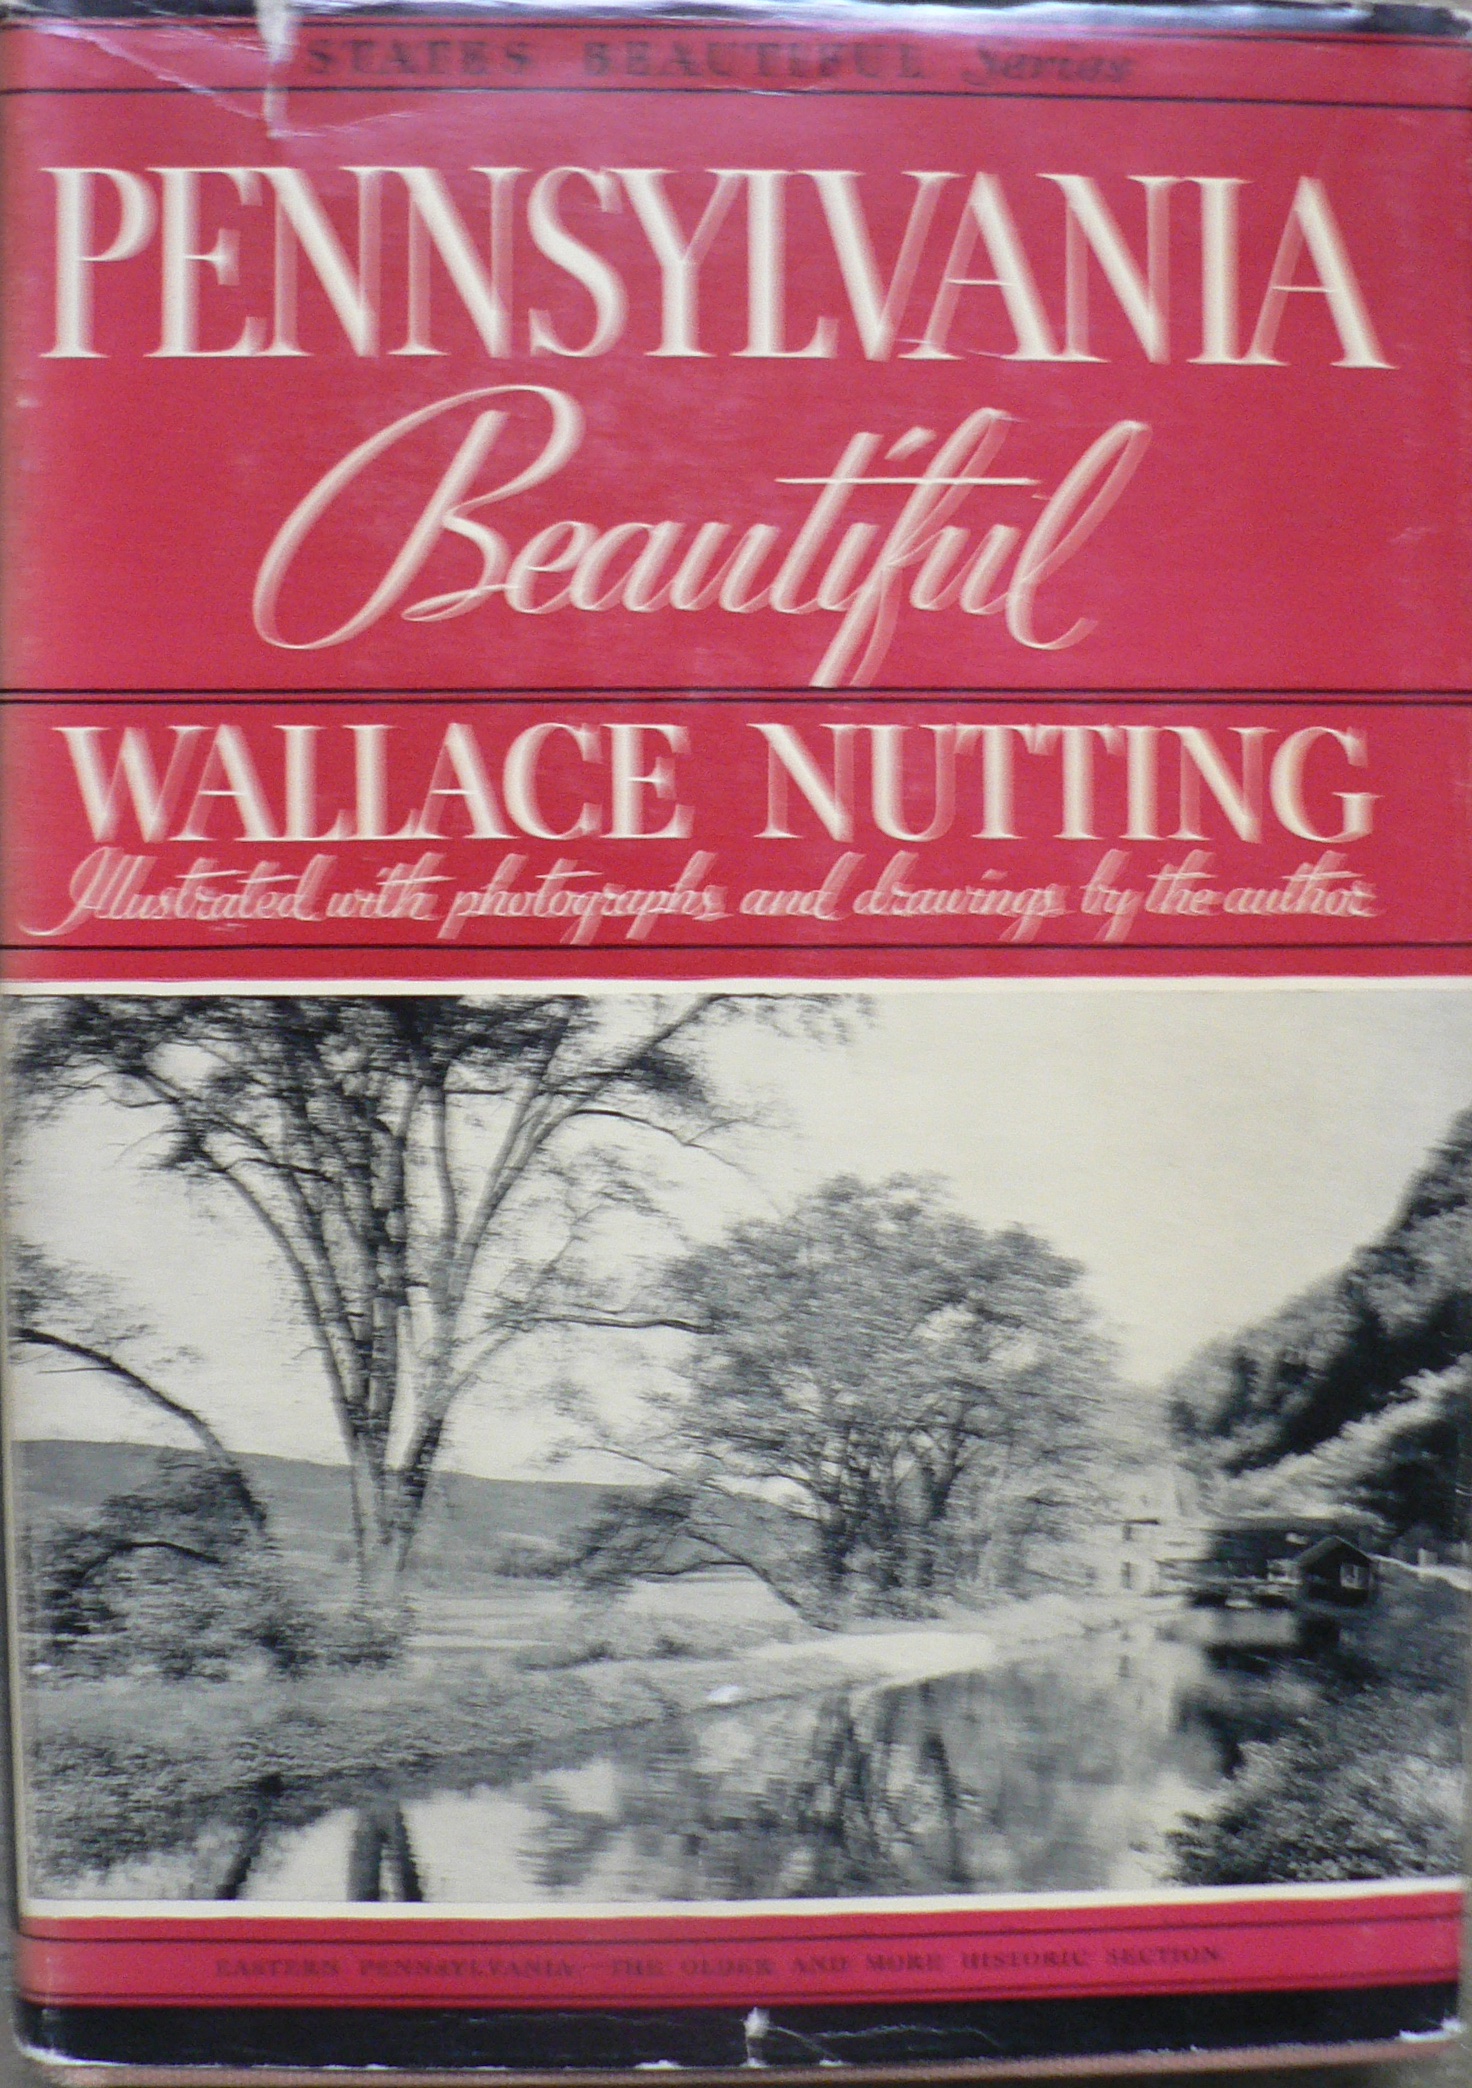 STATES BEAUTIFUL Series
PENNSYLVANIA
Beautiful
WALLACE NUTTING
Illustrated with photographs and drawings by the author
EASTERN PENNSYLVANIA—THE OLDER AND MORE HISTORIC SECTION